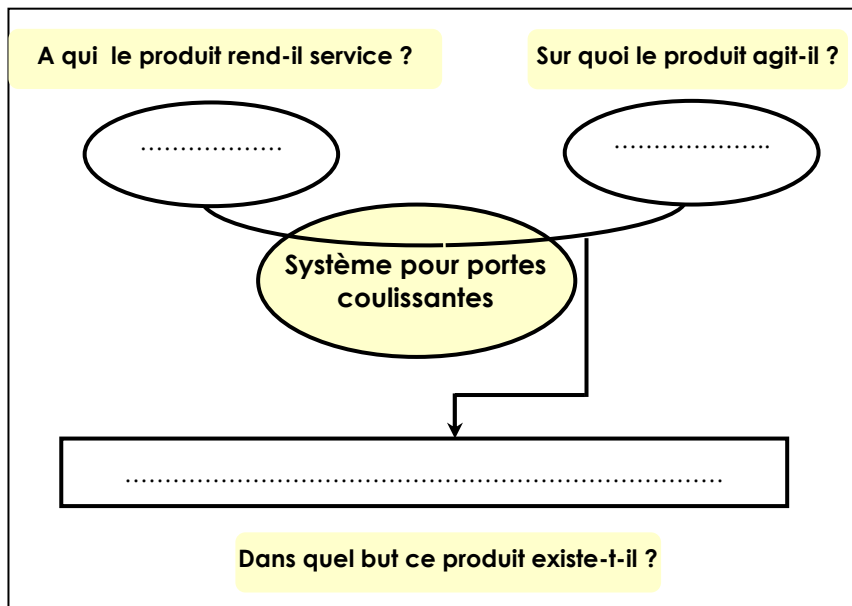 A qui le produit rend-il service ?
Sur quoi le produit agit-il ?
………………
………………..
Système pour portes
coulissantes
……………………………………………………………………
Dans quel but ce produit existe-t-il ?